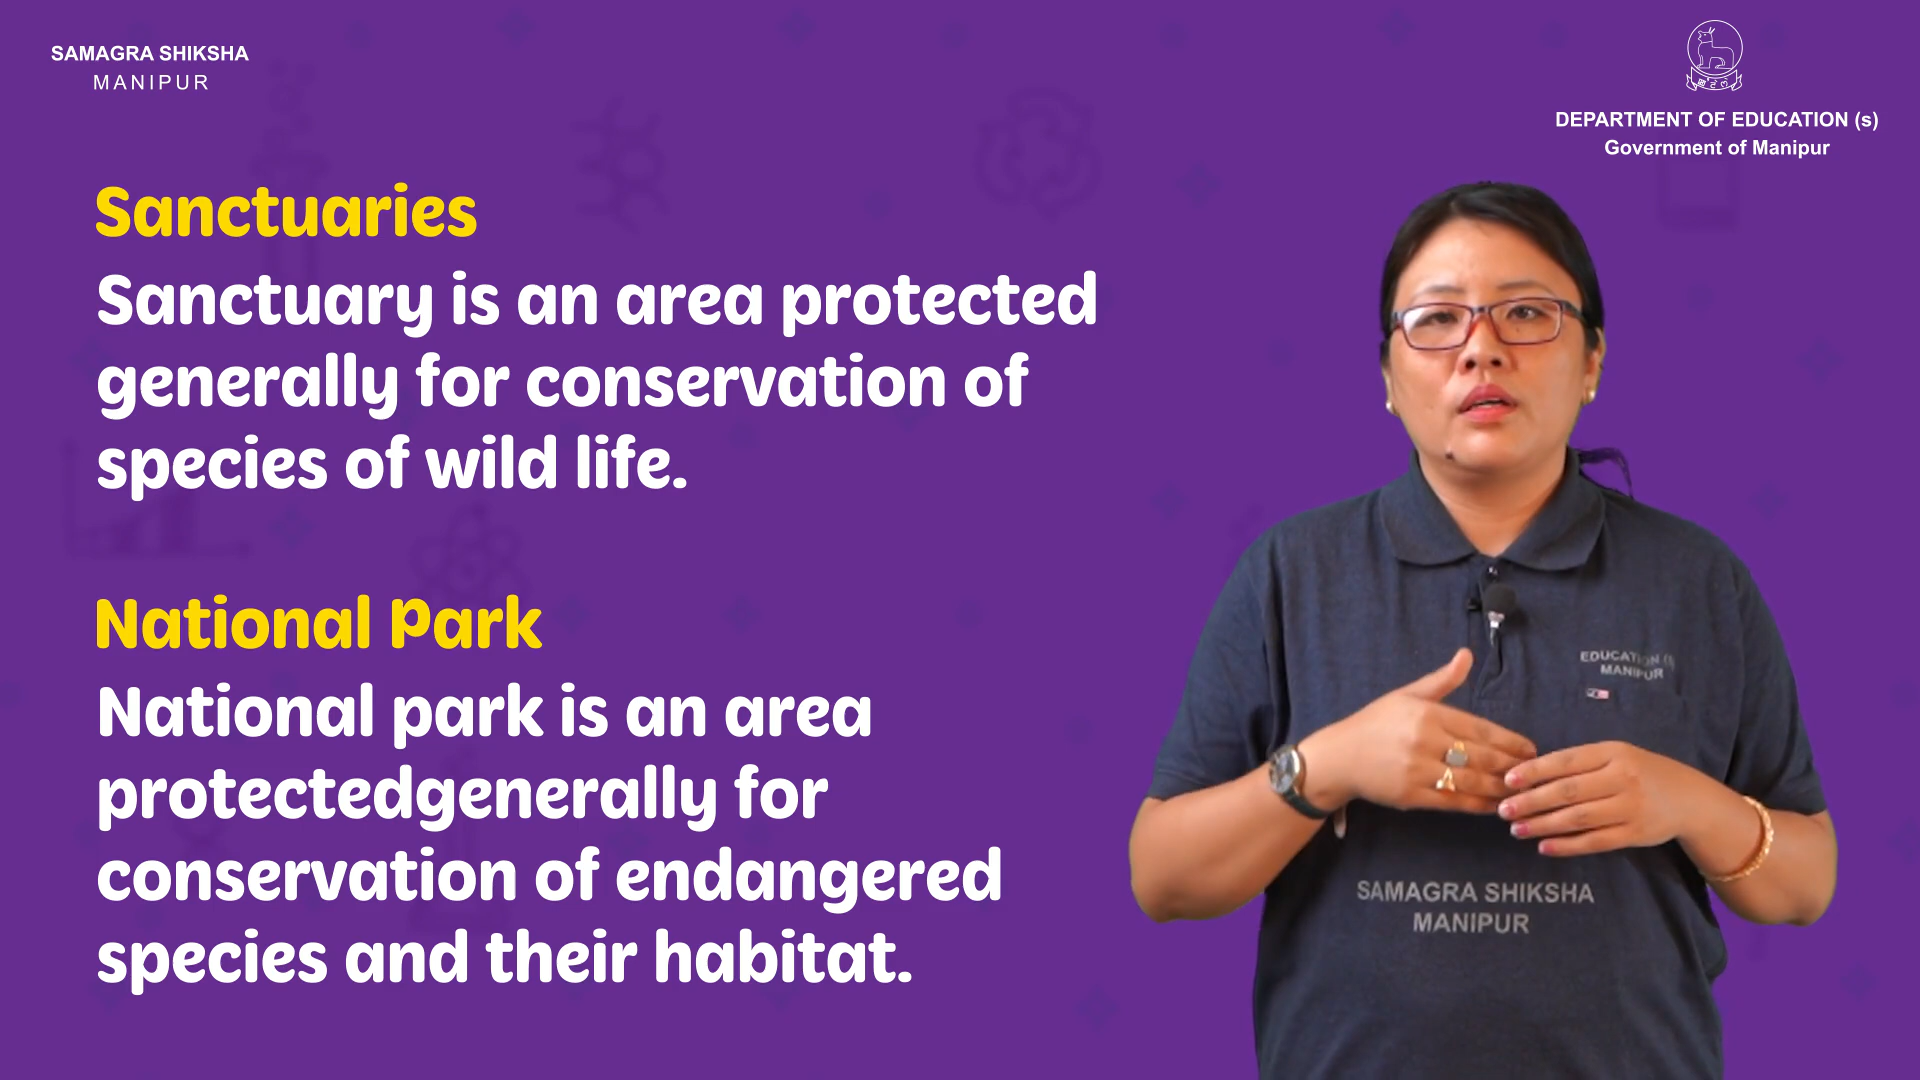 SAMAGRA SHIKSHA
MANIPUR
DEPARTMENT OF EDUCATION (s)
Government of Manipur
Sanctuaries
Sanctuary is an area protected
generally for conservation of
species of wild life.
National Park
National park is an area
protectedgenerally for
conservation of endangered
species and their habitat.
MANIPUR
SAMAGRA SHIKSHA
MANIPUR